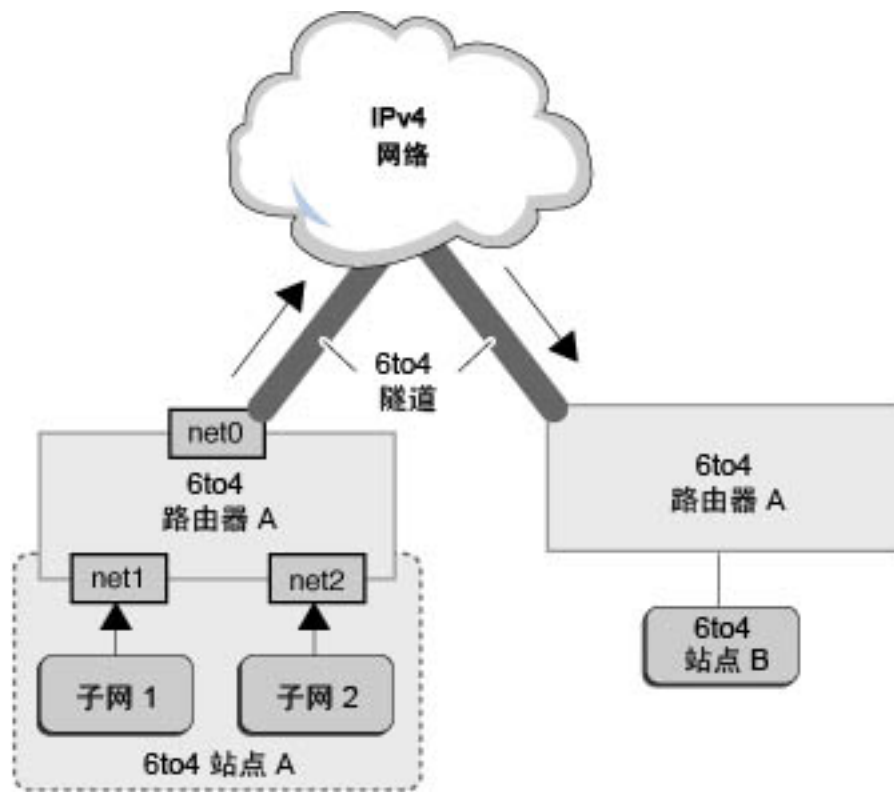 IPv4
网络
6to4
隧道
net0
6to4
路由器 A
net1
net2
子网 1
子网 2
6to4 站点 A
6to4
路由器 A
6to4
站点 B